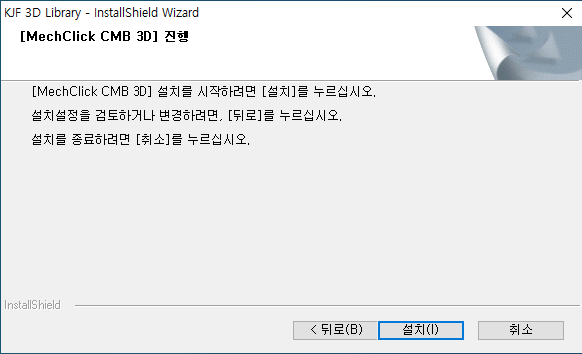 KJF 3D Library - InstallShield Wizard
[MechClick CMB 3D] 진행
[MechClick CMB 3D] 설치를 시작하려면 [설치]를 누르십시오.
설치설정을 검토하거나 변경하려면, [뒤로]를 누르십시오.
설치를 종료하려면 [취소]를 누르십시오.
InstallShield
< 뒤로(B) 설치(I) 취소